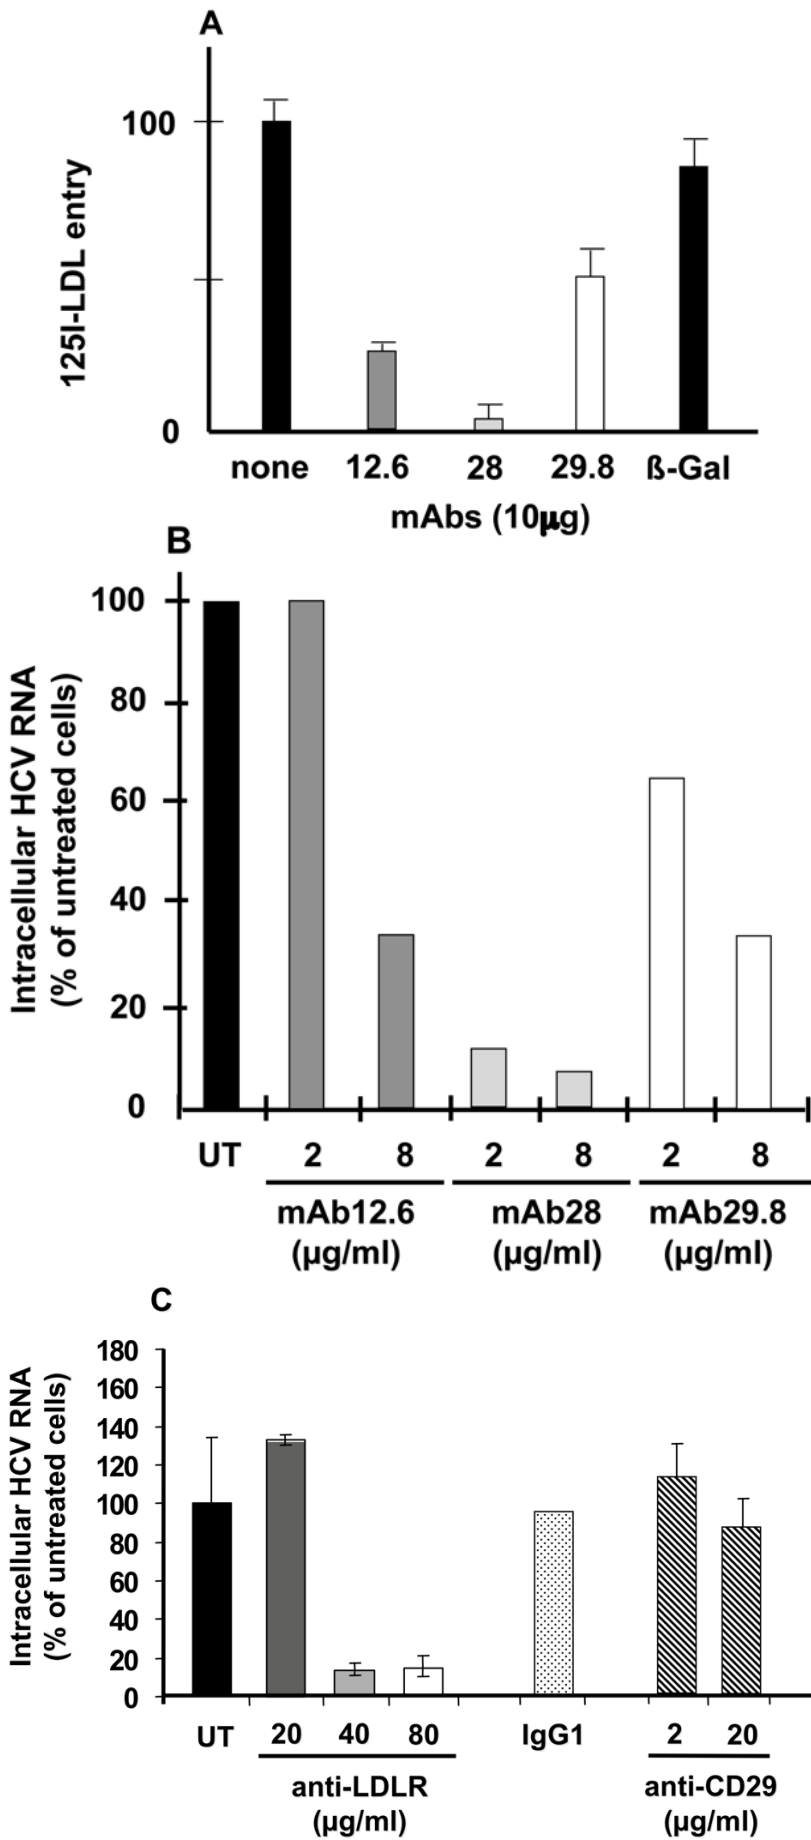 A
125I-LDL entry
100
0
none 12.6 28 29.8 ß-Gal
mAbs (10µg)
B
Intracellular HCV RNA
(% of untreated cells)
100
80
60
40
20
0
UT 2 8 2 8 2 8
mAb12.6 mAb28 mAb29.8
(µg/ml) (µg/ml) (µg/ml)
C
Intracellular HCV RNA
(% of untreated cells)
180
160
140
120
100
80
60
40
20
0
UT 20 40 80 IgG1 2 20
anti-LDLR anti-CD29
(µg/ml) (µg/ml)